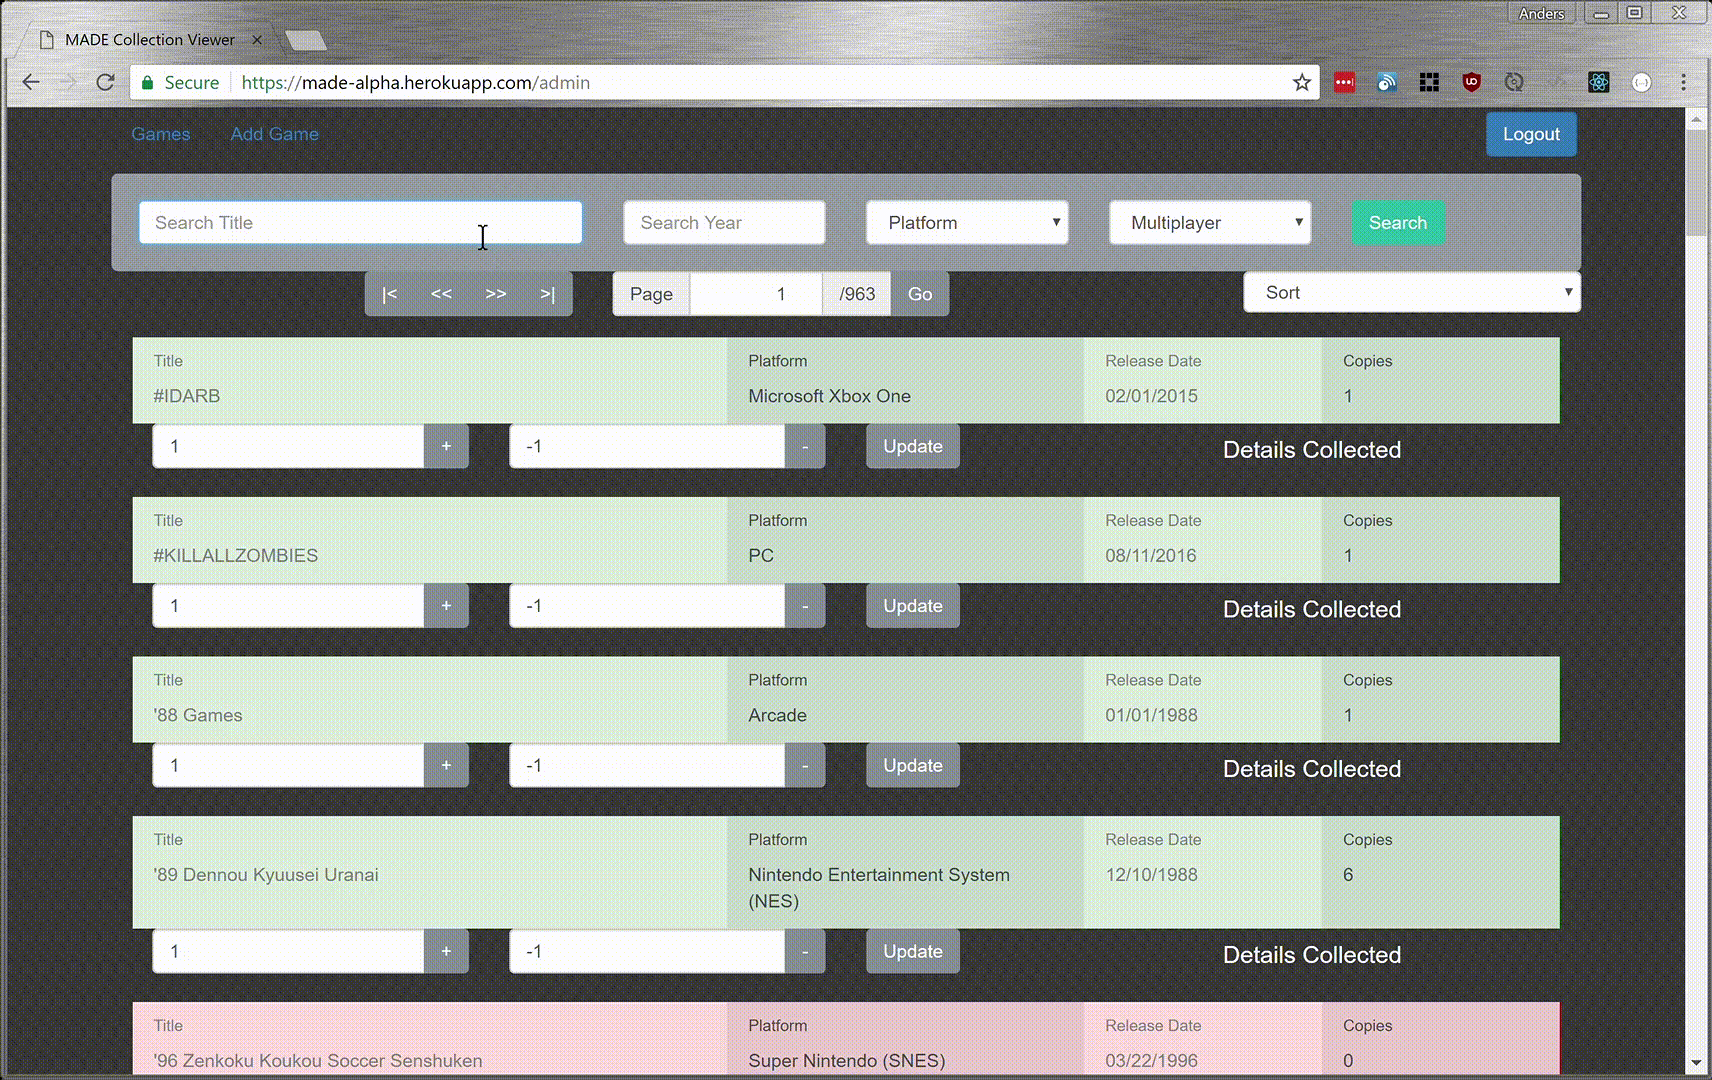 Anders
MADE Collection Viewer
Secure https://made-alpha.herokuapp.com/admin
Games Add Game Logout
Search Title Search Year Platform Multiplayer Search
|< << >> >| Page 1 /963 Go Sort
Title Platform Release Date Copies
#IDARB Microsoft Xbox One 02/01/2015 1
1 + -1 - Update Details Collected
Title Platform Release Date Copies
#KILLALLZOMBIES PC 08/11/2016 1
1 + -1 - Update Details Collected
Title Platform Release Date Copies
'88 Games Arcade 01/01/1988 1
1 + -1 - Update Details Collected
Title Platform Release Date Copies
'89 Dennou Kyuusei Uranai Nintendo Entertainment System 12/10/1988 6
(NES)
1 + -1 - Update Details Collected
Title Platform Release Date Copies
'96 Zenkoku Koukou Soccer Senshuken Super Nintendo (SNES) 03/22/1996 0